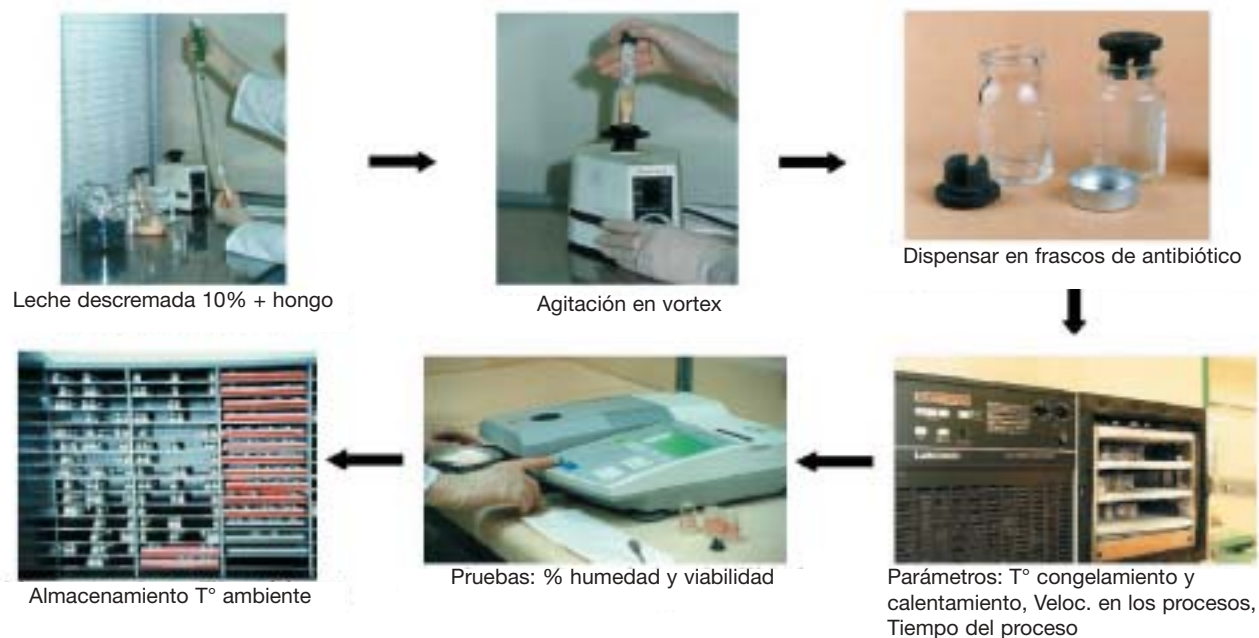 Leche descremada 10% + hongo
Agitación en vortex
Dispensar en frascos de antibiótico
Parámetros: T° congelamiento y
calentamiento, Veloc. en los procesos,
Tiempo del proceso
Pruebas: % humedad y viabilidad
Almacenamiento T° ambiente